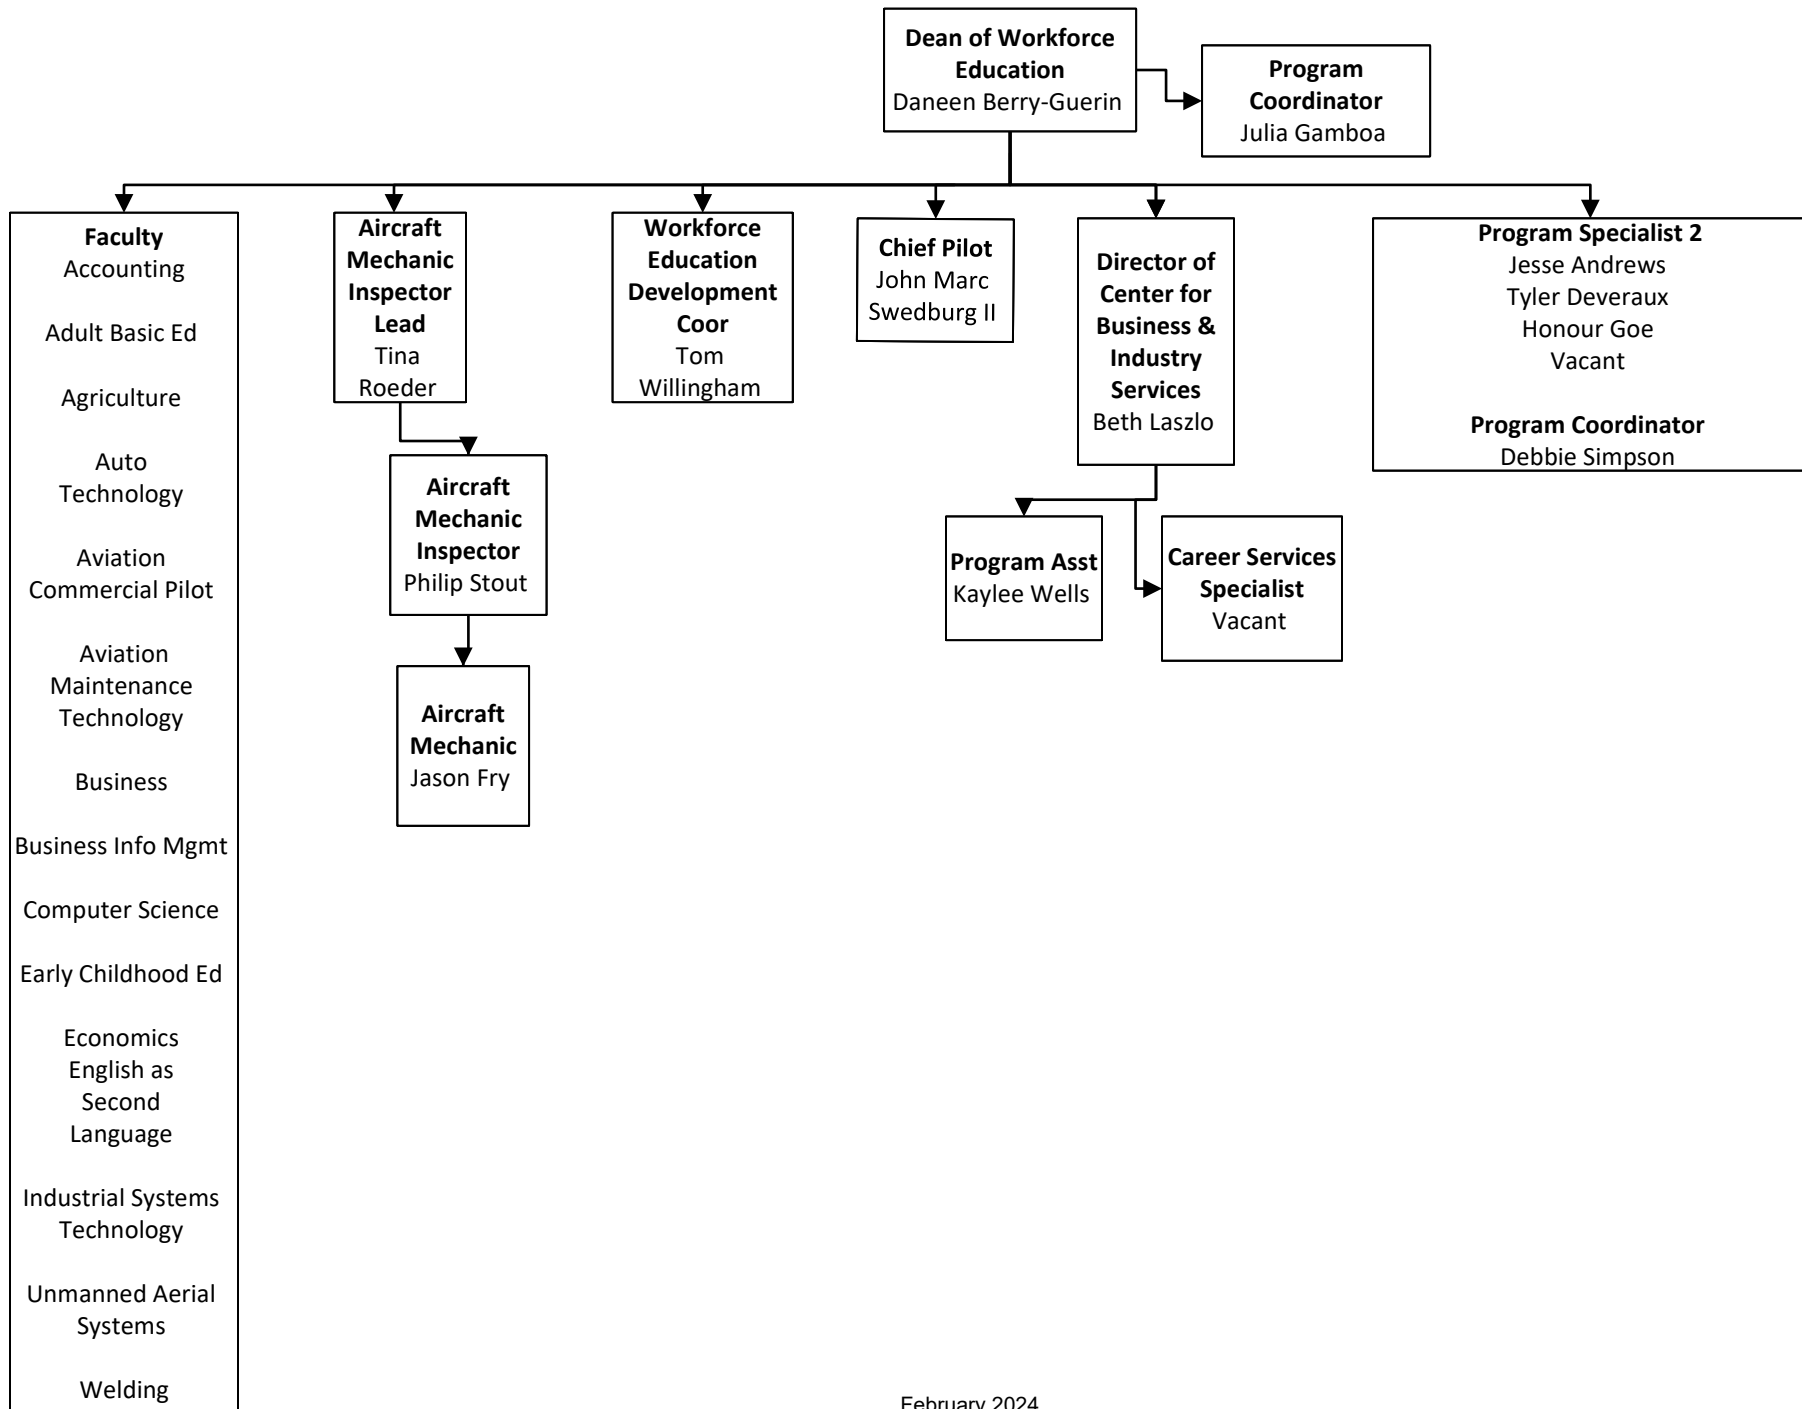 Dean of Workforce
Education
Daneen Berry-Guerin
Program
Coordinator
Julia Gamboa
Faculty
Accounting
Adult Basic Ed
Agriculture
Auto
Technology
Aviation
Commercial Pilot
Aviation
Maintenance
Technology
Business
Business Info Mgmt
Computer Science
Early Childhood Ed
Economics
English as
Second
Language
Industrial Systems
Technology
Unmanned Aerial
Systems
Welding
Aircraft
Mechanic
Inspector
Lead
Tina
Roeder
Aircraft
Mechanic
Inspector
Philip Stout
Aircraft
Mechanic
Jason Fry
Workforce
Education
Development
Coor
Tom
Willingham
Chief Pilot
John Marc
Swedburg II
Director of
Center for
Business &
Industry
Services
Beth Laszlo
Program Asst
Kaylee Wells
Career Services
Specialist
Vacant
Program Specialist 2
Jesse Andrews
Tyler Deveraux
Honour Goe
Vacant
Program Coordinator
Debbie Simpson
February 2024